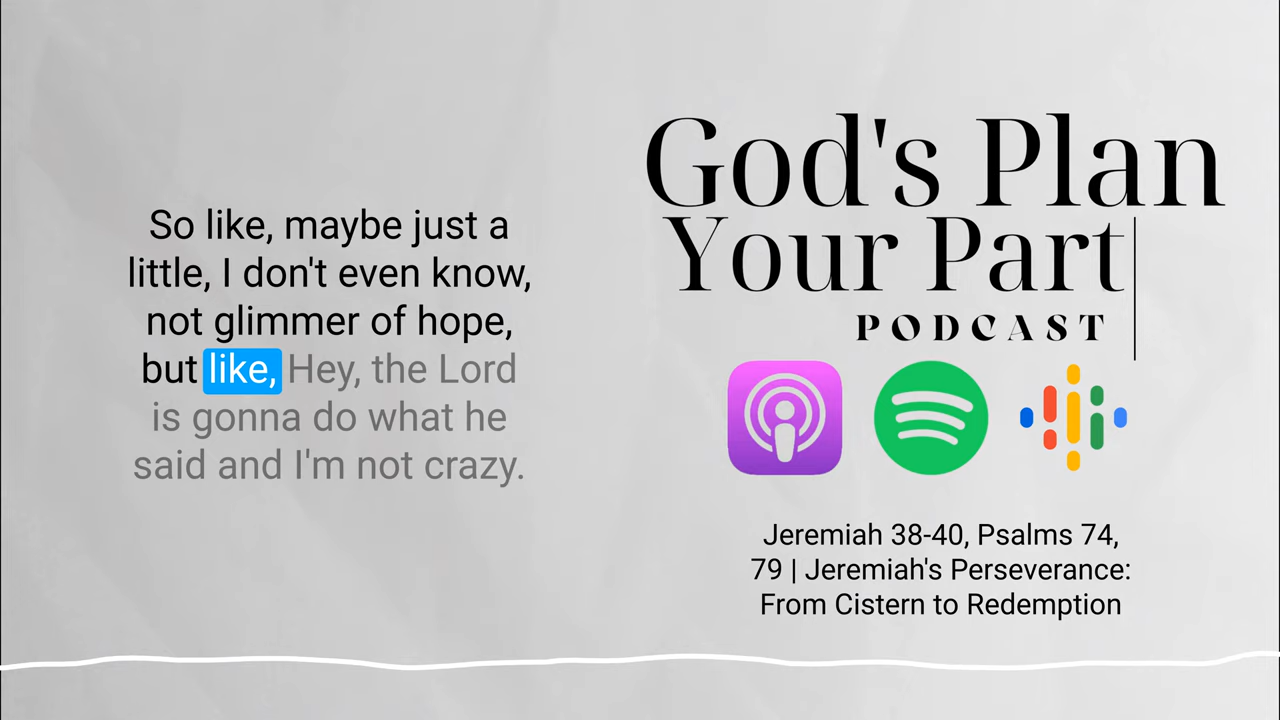 So like, maybe just a
little, I don't even know,
not glimmer of hope,
but like, Hey, the Lord
is gonna do what he
said and I'm not crazy.
God's Plan
Your Part
PODCAST
Jeremiah 38-40, Psalms 74,
79 | Jeremiah's Perseverance:
From Cistern to Redemption